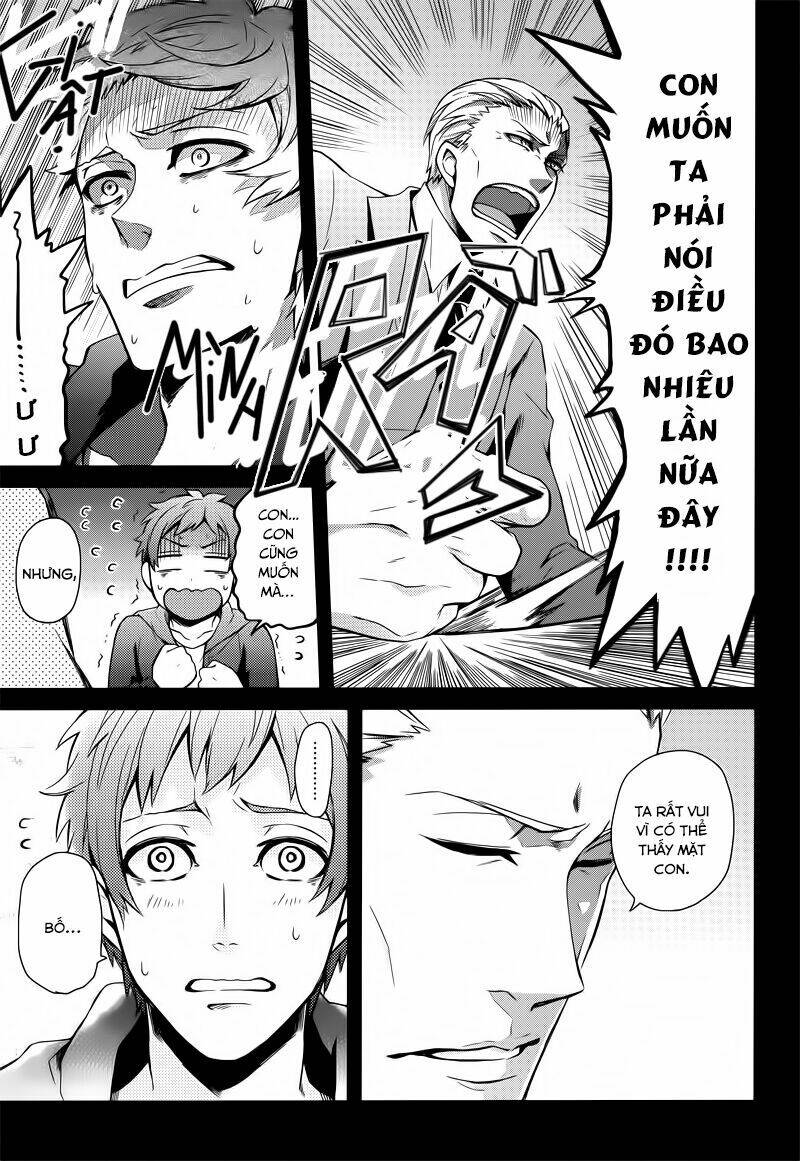 CON
MUỐN
TA
PHẢI
NÓI
ĐIỀU
ĐÓ BAO
NHIÊU
LẦN
NỮA
ĐÂY
!!!!
RẦM
GIẬT
MÌNH
Ư
Ư
CON...
CON
CŨNG
MUỐN
MÀ...
NHƯNG,
TA RẤT VUI
VÌ CÓ THỂ
THẤY MẶT
CON.
........
BỐ...